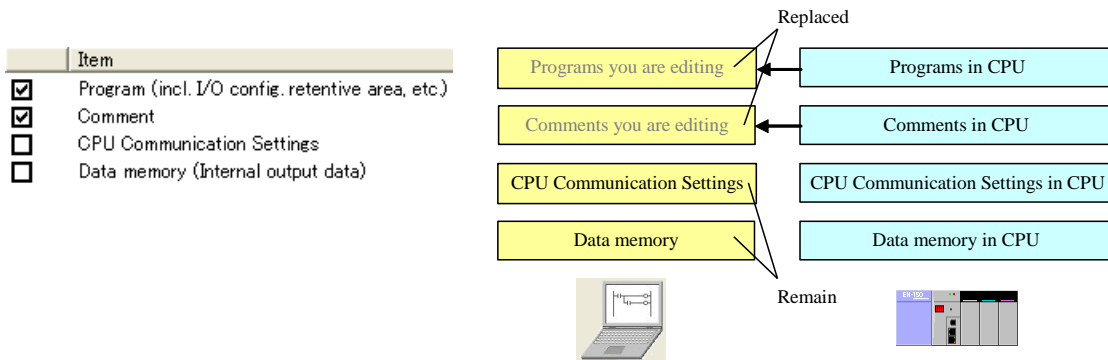 Item
Program (incl. I/O config. retentive area, etc.)
Comment
CPU Communication Settings
Data memory (Internal output data)
Replaced
Programs you are editing
Programs in CPU
Comments you are editing
Comments in CPU
CPU Communication Settings
CPU Communication Settings in CPU
Data memory
Data memory in CPU
Remain
EH-150